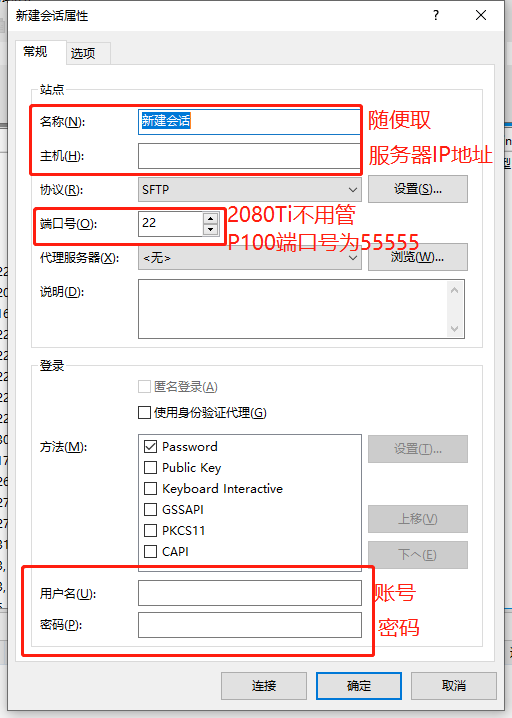 新建会话属性
常规
选项
站点
名称(N):
新建会话
随便取
主机(H):
服务器IP地址
协议(R):
SFTP
设置(S)...
端口号(O):
22
2080Ti不用管
P100端口号为55555
代理服务器(X):
<无>
浏览(W)...
说明(D):
登录
匿名登录(A)
使用身份验证代理(G)
方法(M):
Password
设置(T)...
Public Key
Keyboard Interactive
GSSAPI
上移(V)
PKCS11
CAPI
下へ(E)
用户名(U):
账号
密码(P):
密码
连接
确定
取消